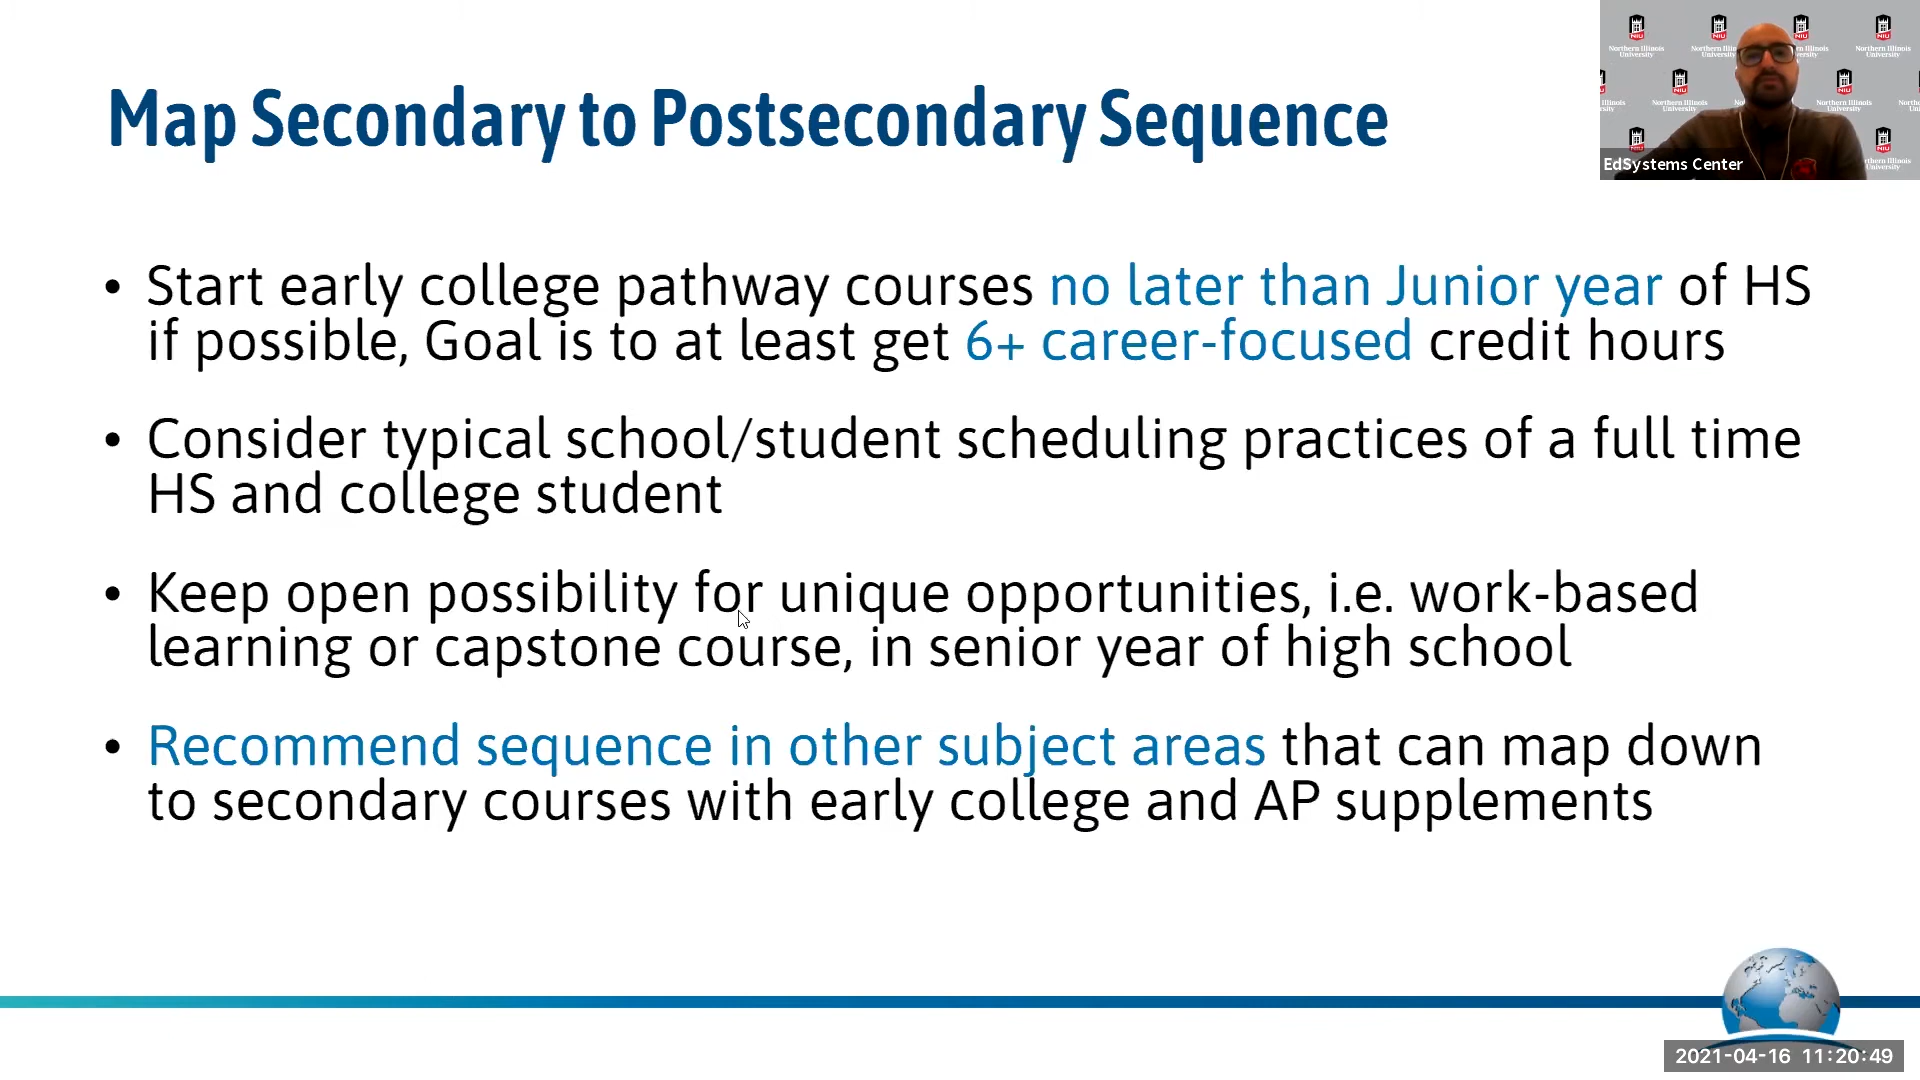 Map Secondary to Postsecondary Sequence
• Start early college pathway courses no later than Junior year of HS
if possible, Goal is to at least get 6+ career-focused credit hours
• Consider typical school/student scheduling practices of a full time
HS and college student
• Keep open possibility for unique opportunities, i.e. work-based
learning or capstone course, in senior year of high school
• Recommend sequence in other subject areas that can map down
to secondary courses with early college and AP supplements
NIU
Northern Illinois
University
EdSystems Center
2021-04-16 11:20:49